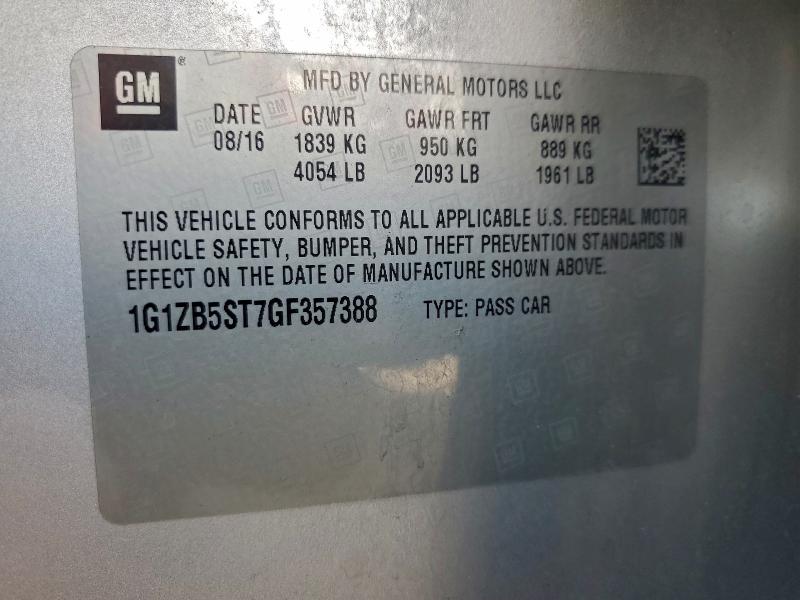 GM
MFD BY GENERAL MOTORS LLC
DATE GVWR GAWR FRT GAWR RR
08/16 1839 KG 950 KG 889 KG
4054 LB 2093 LB 1961 LB
THIS VEHICLE CONFORMS TO ALL APPLICABLE U.S. FEDERAL MOTOR
VEHICLE SAFETY, BUMPER, AND THEFT PREVENTION STANDARDS IN
EFFECT ON THE DATE OF MANUFACTURE SHOWN ABOVE.
1G1ZB5ST7GF357388 TYPE: PASS CAR